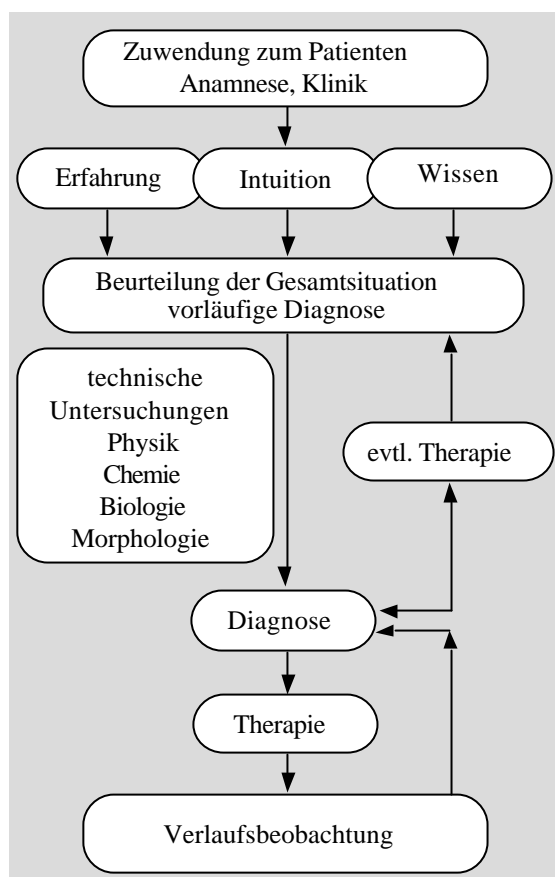 Zuwendung zum Patienten
Anamnese, Klinik
Erfahrung
Intuition
Wissen
Beurteilung der Gesamtsituation
vorläufige Diagnose
technische
Untersuchungen
Physik
Chemie
Biologie
Morphologie
evtl. Therapie
Diagnose
Therapie
Verlaufsbeobachtung